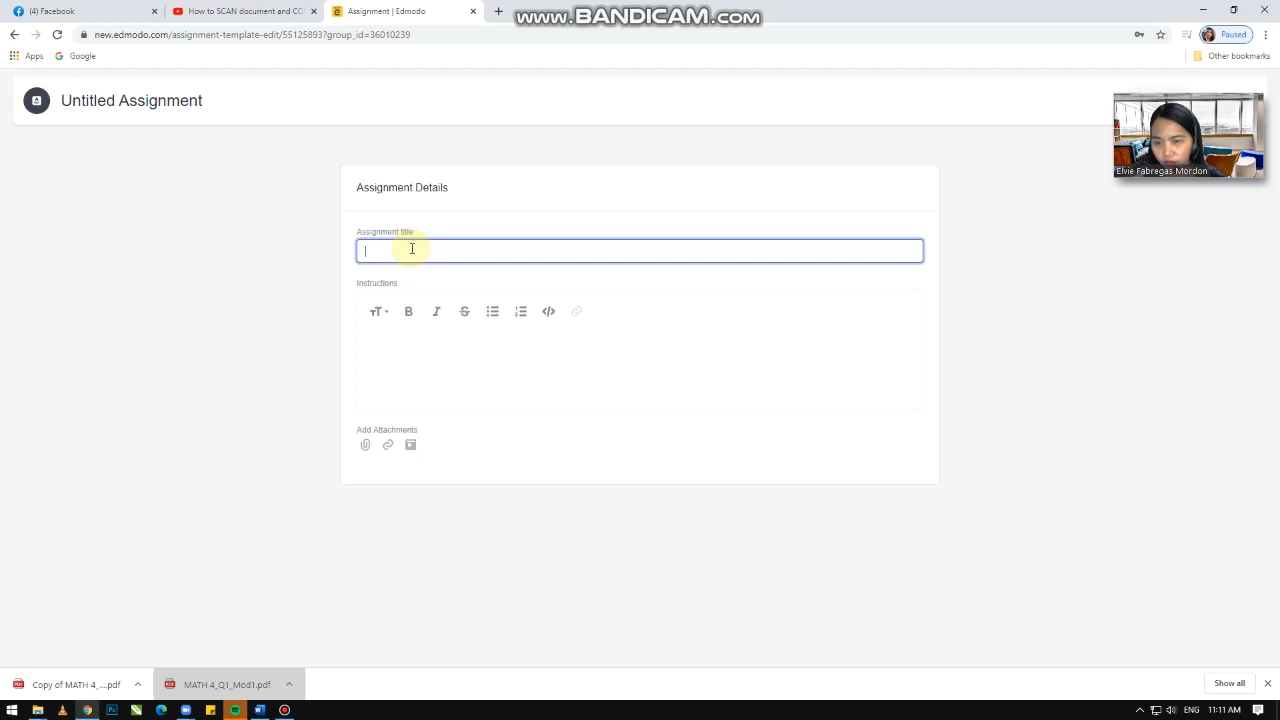 (4) Facebook
How to SCAN document and CO
Assignment | Edmodo
www.BANDICAM.com
new.edmodo.com/assignment-template-edit/55125893?group_id=36010239
Paused
Apps
Google
Other bookmarks
Untitled Assignment
Elvie Fabregas Mordon
Assignment Details
Assignment title
Instructions
Add Attachments
Copy of MATH 4_....pdf
MATH 4_Q1_Mod1.pdf
Show all
ENG
11:11 AM